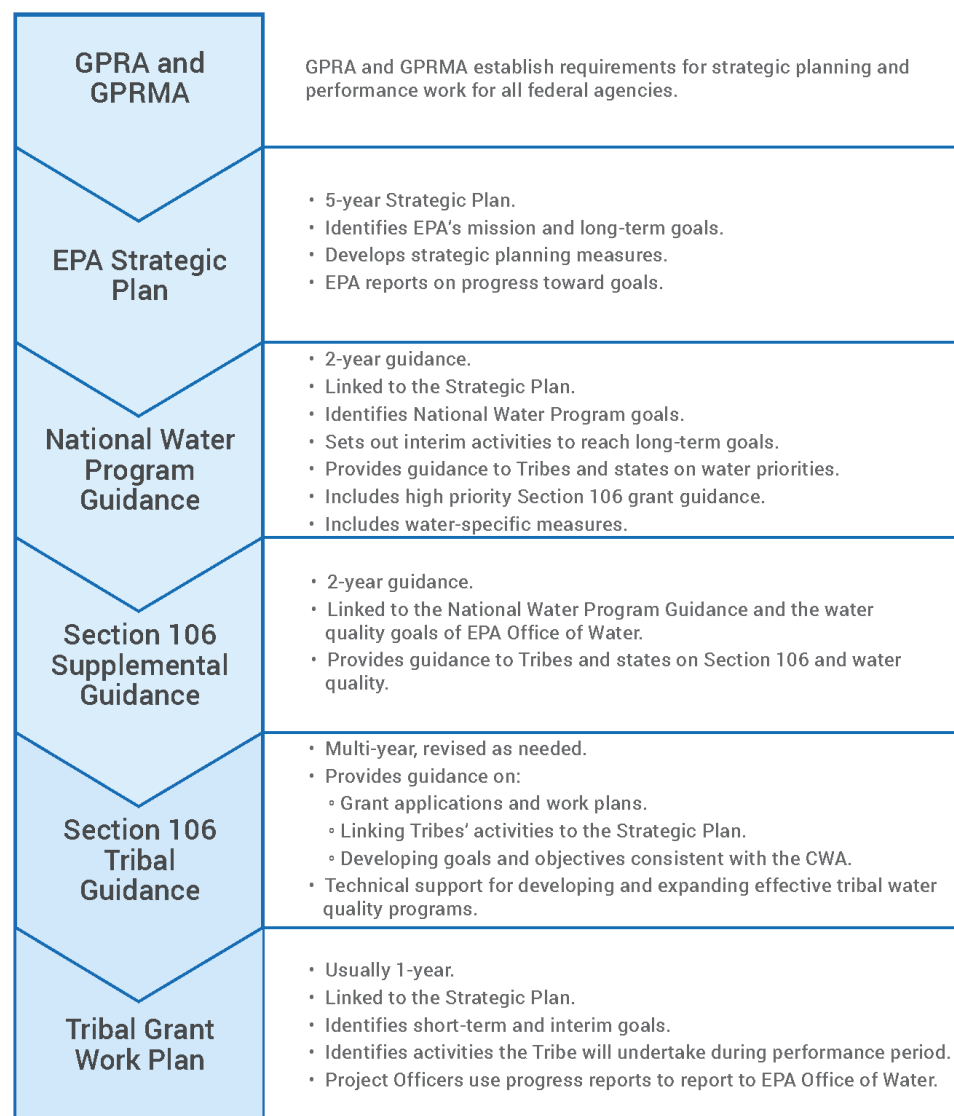 GPRA and
GPRMA
GPRA and GPRMA establish requirements for strategic planning and
performance work for all federal agencies.
EPA Strategic
Plan
• 5-year Strategic Plan.
• Identifies EPA's mission and long-term goals.
• Develops strategic planning measures.
• EPA reports on progress toward goals.
National Water
Program
Guidance
• 2-year guidance.
• Linked to the Strategic Plan.
• Identifies National Water Program goals.
• Sets out interim activities to reach long-term goals.
• Provides guidance to Tribes and states on water priorities.
• Includes high priority Section 106 grant guidance.
• Includes water-specific measures.
Section 106
Supplemental
Guidance
• 2-year guidance.
• Linked to the National Water Program Guidance and the water
quality goals of EPA Office of Water.
• Provides guidance to Tribes and states on Section 106 and water
quality.
Section 106
Tribal
Guidance
• Multi-year, revised as needed.
• Provides guidance on:
◦ Grant applications and work plans.
◦ Linking Tribes' activities to the Strategic Plan.
◦ Developing goals and objectives consistent with the CWA.
• Technical support for developing and expanding effective tribal water
quality programs.
Tribal Grant
Work Plan
• Usually 1-year.
• Linked to the Strategic Plan.
• Identifies short-term and interim goals.
• Identifies activities the Tribe will undertake during performance period.
• Project Officers use progress reports to report to EPA Office of Water.